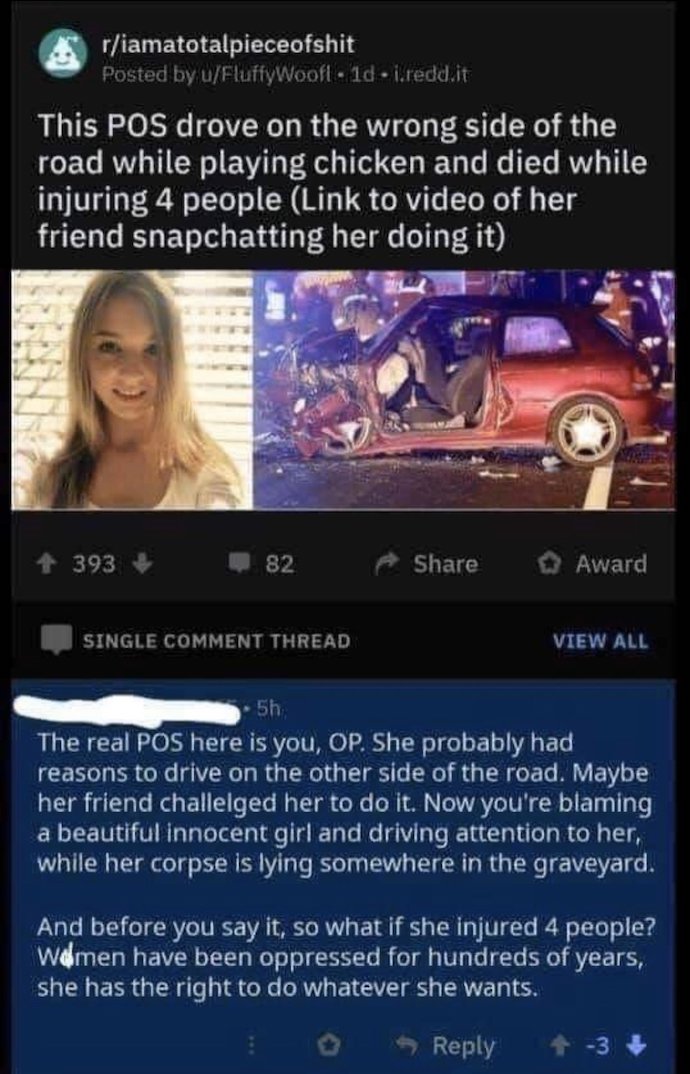 r/iamatotalpieceofshit
Posted by u/FluffyWoofl • 1d • i.redd.it
This POS drove on the wrong side of the
road while playing chicken and died while
injuring 4 people (Link to video of her
friend snapchatting her doing it)
393 82 Share Award
SINGLE COMMENT THREAD VIEW ALL
• 5h
The real POS here is you, OP. She probably had
reasons to drive on the other side of the road. Maybe
her friend challelged her to do it. Now you're blaming
a beautiful innocent girl and driving attention to her,
while her corpse is lying somewhere in the graveyard.
And before you say it, so what if she injured 4 people?
Women have been oppressed for hundreds of years,
she has the right to do whatever she wants.
Reply -3